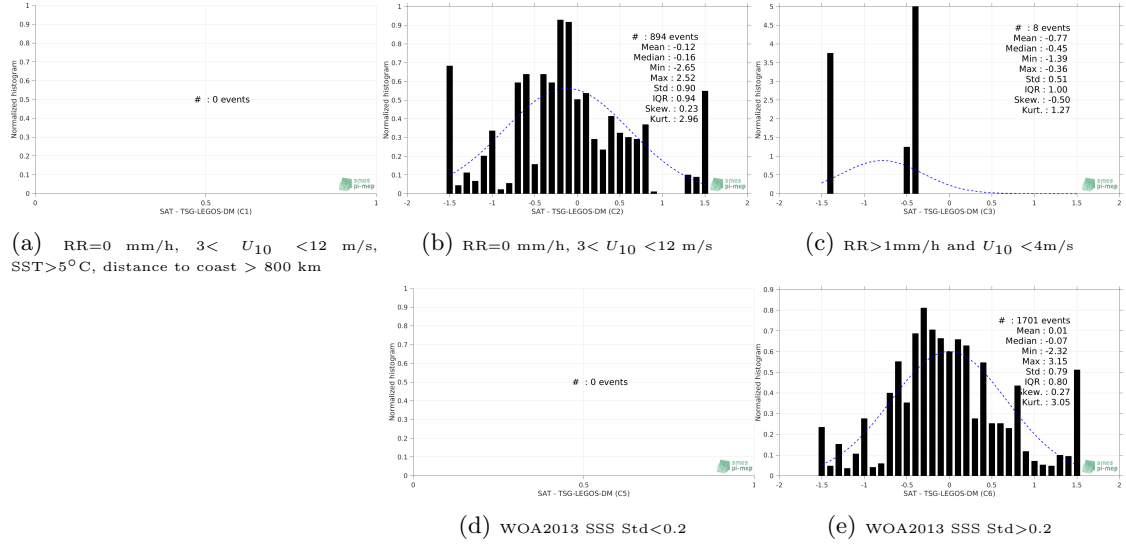 1
0.9
0.8
0.7
0.6
0.5
0.4
0.3
0.2
0.1
0
Normalized histogram
# : 0 events
smos
pi-mep
0 0.5 1
SAT - TSG-LEGOS-DM (C1)
(a) RR=0 mm/h, 3< U10 <12 m/s,
SST>5°C, distance to coast > 800 km
1
0.9
0.8
0.7
0.6
0.5
0.4
0.3
0.2
0.1
0
Normalized histogram
# : 894 events
Mean : -0.12
Median : -0.16
Min : -2.65
Max : 2.52
Std : 0.90
IQR : 0.94
Skew. : 0.23
Kurt. : 2.96
smos
pi-mep
-2 -1.5 -1 -0.5 0 0.5 1 1.5 2
SAT - TSG-LEGOS-DM (C2)
(b) RR=0 mm/h, 3< U10 <12 m/s
5
4.5
4
3.5
3
2.5
2
1.5
1
0.5
0
Normalized histogram
# : 8 events
Mean : -0.77
Median : -0.45
Min : -1.39
Max : -0.36
Std : 0.51
IQR : 1.00
Skew. : -0.50
Kurt. : 1.27
smos
pi-mep
-2 -1.5 -1 -0.5 0 0.5 1 1.5 2
SAT - TSG-LEGOS-DM (C3)
(c) RR>1mm/h and U10 <4m/s
1
0.9
0.8
0.7
0.6
0.5
0.4
0.3
0.2
0.1
0
Normalized histogram
# : 0 events
smos
pi-mep
0 0.5 1
SAT - TSG-LEGOS-DM (C5)
(d) WOA2013 SSS Std<0.2
0.9
0.8
0.7
0.6
0.5
0.4
0.3
0.2
0.1
0
Normalized histogram
# : 1701 events
Mean : 0.01
Median : -0.07
Min : -2.32
Max : 3.15
Std : 0.79
IQR : 0.80
Skew. : 0.27
Kurt. : 3.05
smos
pi-mep
-2 -1.5 -1 -0.5 0 0.5 1 1.5 2
SAT - TSG-LEGOS-DM (C6)
(e) WOA2013 SSS Std>0.2